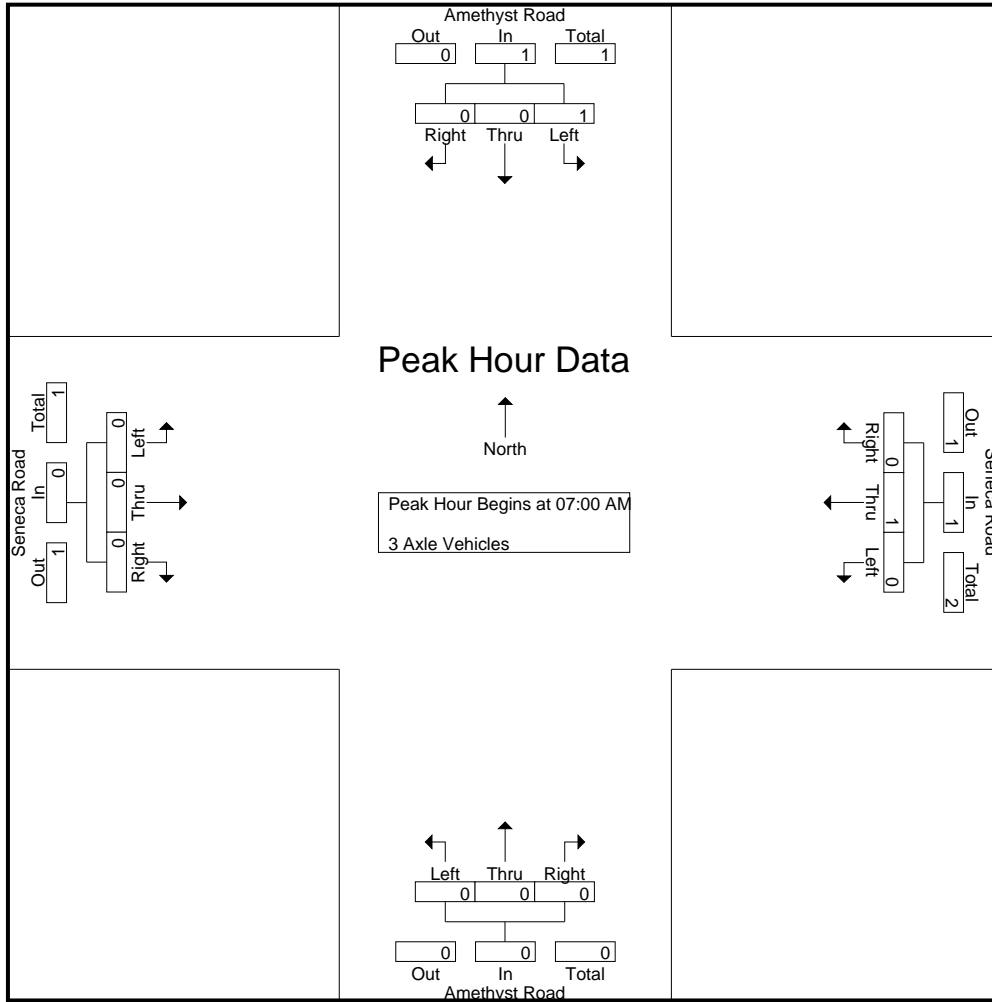 Amethyst Road
Out In Total
0 1 1
0 0 1
Right Thru Left
Peak Hour Data
North
Peak Hour Begins at 07:00 AM
3 Axle Vehicles
Seneca Road
Out In Total
1 0 1
Right Thru Left
0 0 0
Seneca Road
Out In Total
1 1 2
Right Thru Left
0 1 0
Left Thru Right
0 0 0
0 0 0
Out In Total
Amethyst Road